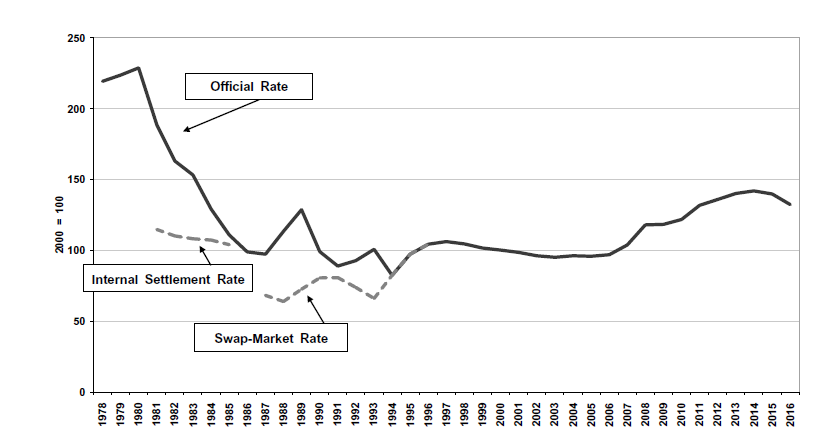 250
200
150
100
50
0
2000 = 100
Official Rate
Internal Settlement Rate
Swap-Market Rate
1978 1979 1980 1981 1982 1983 1984 1985 1986 1987 1988 1989 1990 1991 1992 1993 1994 1995 1996 1997 1998 1999 2000 2001 2002 2003 2004 2005 2006 2007 2008 2009 2010 2011 2012 2013 2014 2015 2016